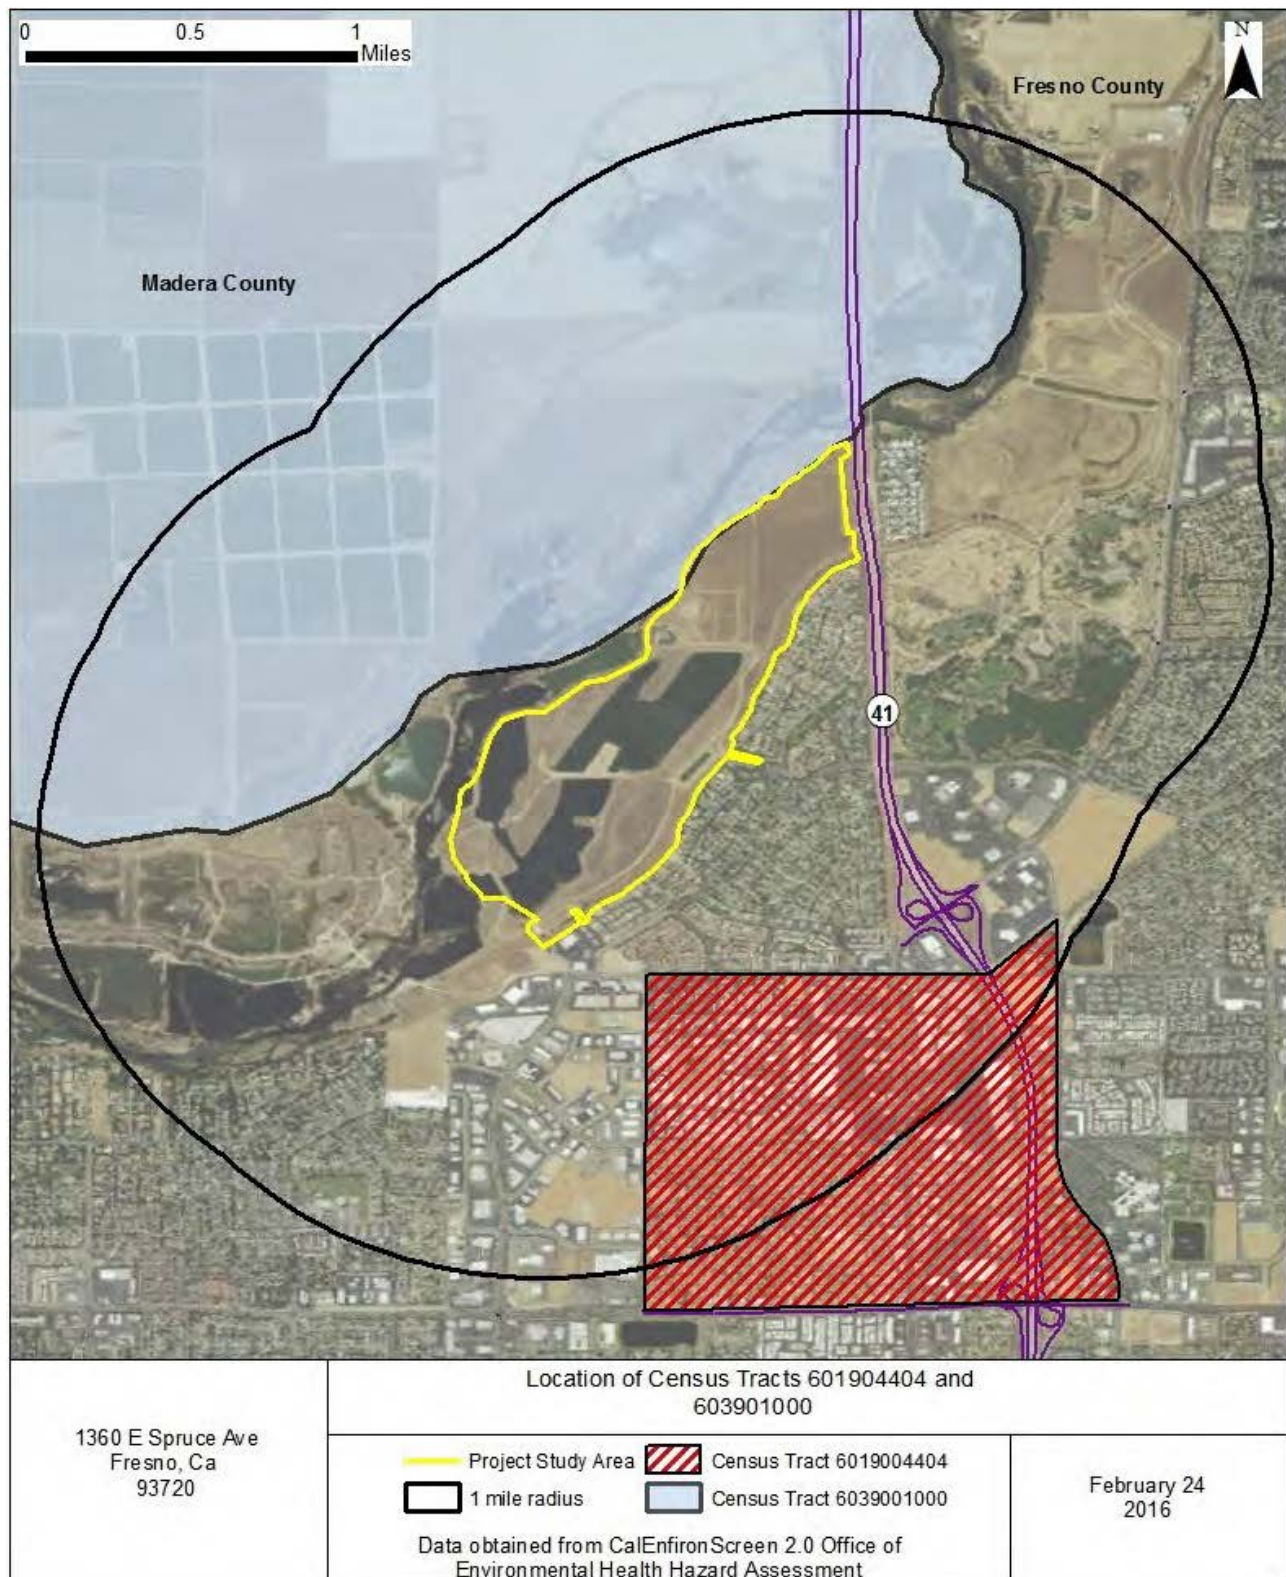 0 0.5 1
Miles
N
Fresno County
Madera County
41
Location of Census Tracts 601904404 and
603901000
1360 E Spruce Ave
Fresno, Ca
93720
Project Study Area
Census Tract 6019004404
1 mile radius
Census Tract 6039001000
February 24
2016
Data obtained from CalEnfironScreen 2.0 Office of
Environmental Health Hazard Assessment